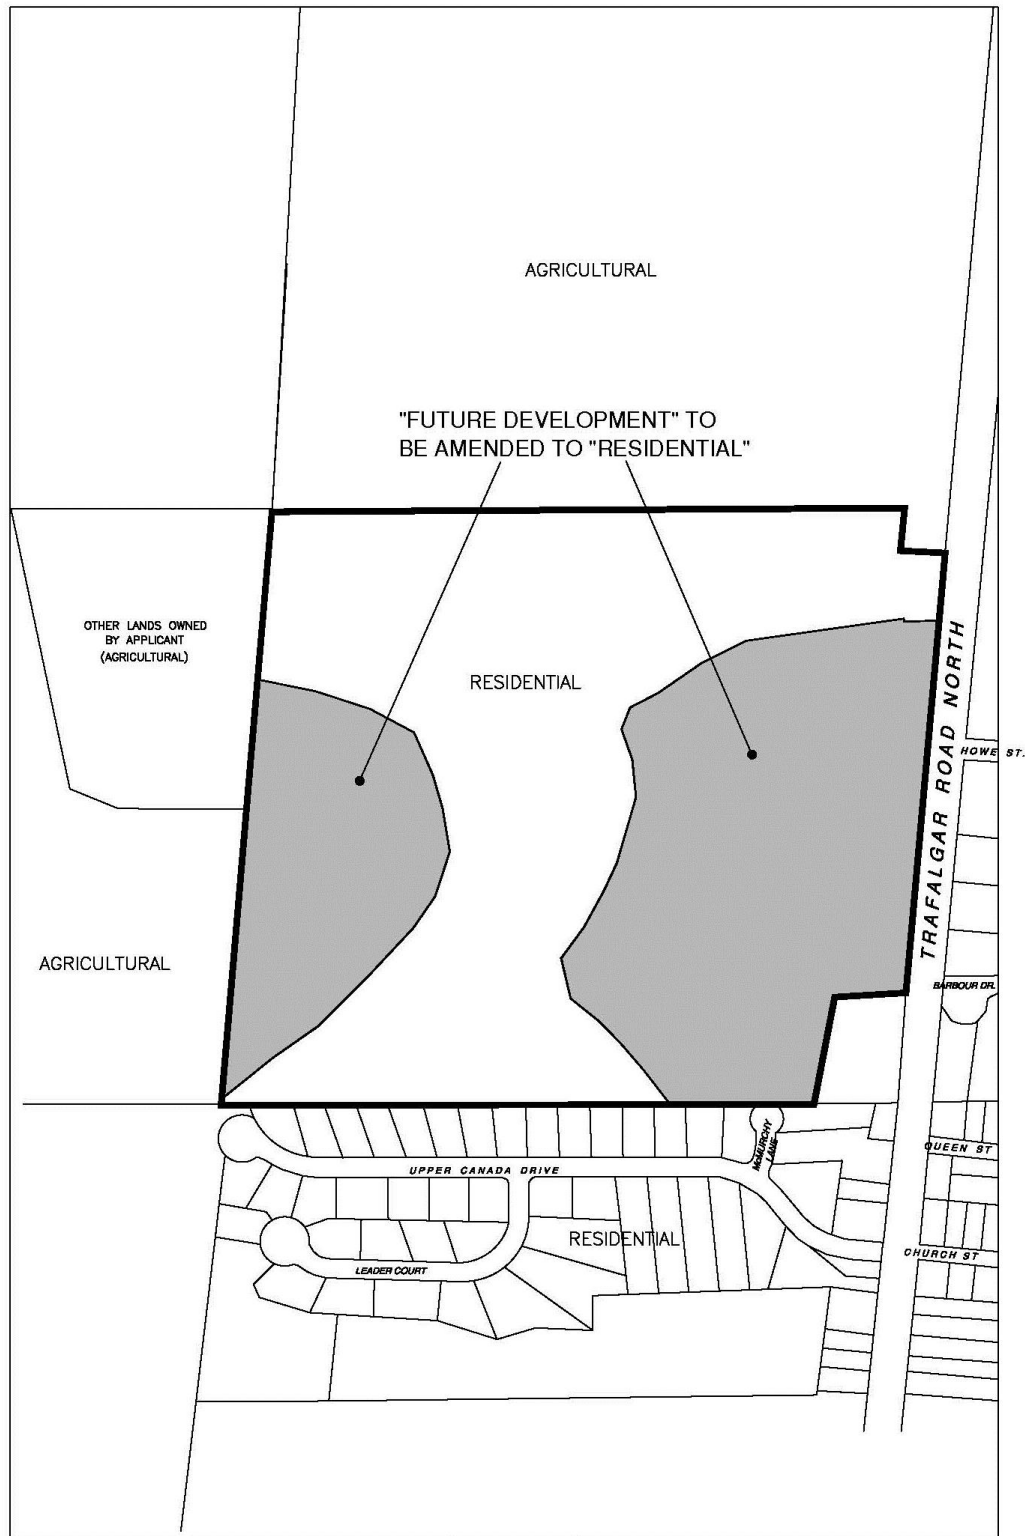 AGRICULTURAL
"FUTURE DEVELOPMENT" TO
BE AMENDED TO "RESIDENTIAL"
OTHER LANDS OWNED
BY APPLICANT
(AGRICULTURAL)
RESIDENTIAL
TRAFALGAR ROAD NORTH
HOWE ST.
AGRICULTURAL
BARBOUR DR.
McMURCHY
LANE
QUEEN ST
UPPER CANADA DRIVE
RESIDENTIAL
CHURCH ST
LEADER COURT